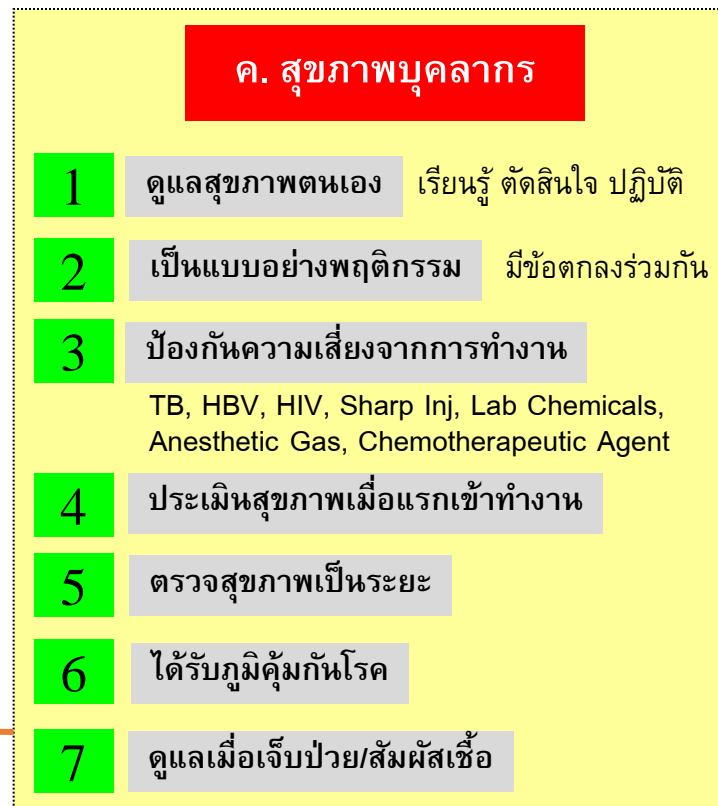 ค. สุขภาพบุคลากร
1 ดูแลสุขภาพตนเอง เรียนรู้ ตัดสินใจ ปฏิบัติ
2 เป็นแบบอย่างพฤติกรรม มีข้อตกลงร่วมกัน
3 ป้องกันความเสี่ยงจากการทำงาน
TB, HBV, HIV, Sharp Inj, Lab Chemicals,
Anesthetic Gas, Chemotherapeutic Agent
4 ประเมินสุขภาพเมื่อแรกเข้าทำงาน
5 ตรวจสุขภาพเป็นระยะ
6 ได้รับภูมิคุ้มกันโรค
7 ดูแลเมื่อเจ็บป่วย/สัมผัสเชื้อ